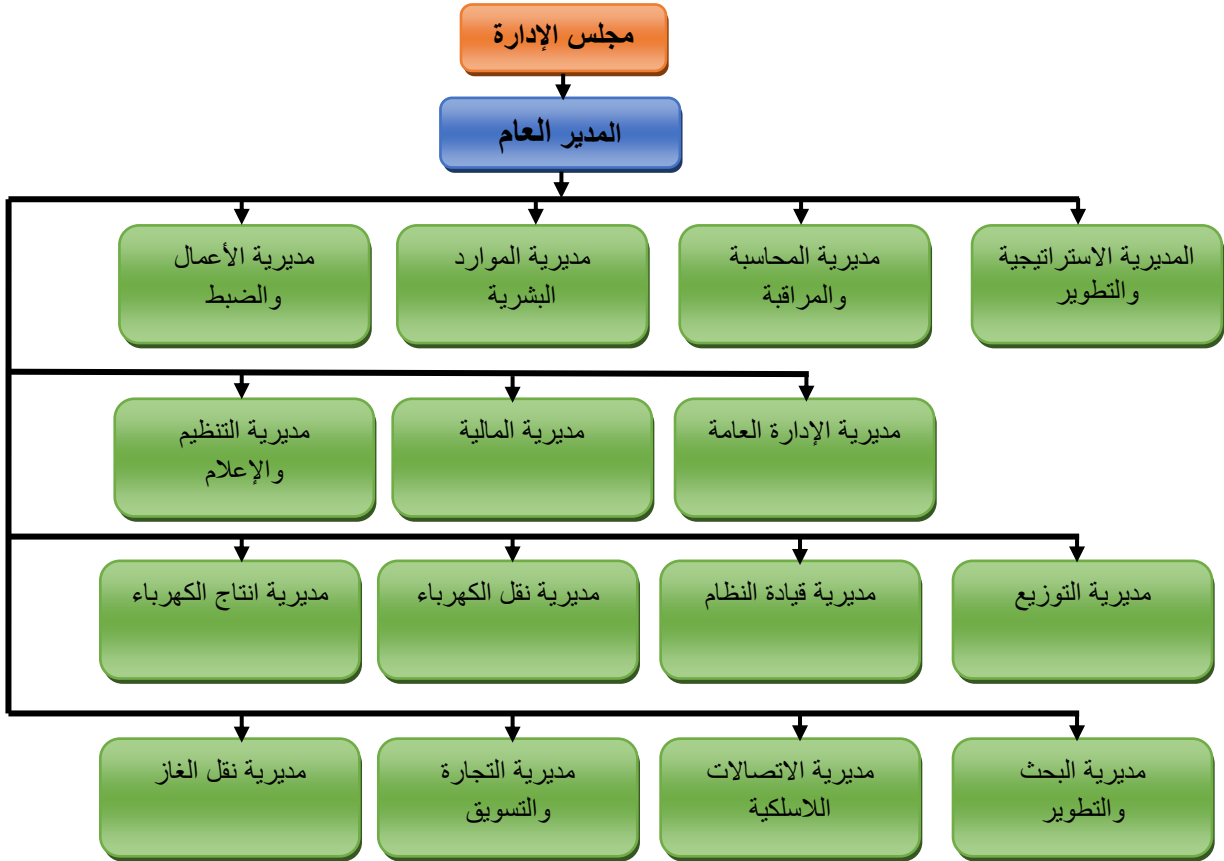 مجلس الإدارة
المدير العام
المديرية الاستراتيجية
والتطوير
مديرية المحاسبة
والمراقبة
مديرية الموارد
البشرية
مديرية الأعمال
والضبط
مديرية الإدارة العامة
مديرية المالية
مديرية التنظيم
والإعلام
مديرية التوزيع
مديرية قيادة النظام
مديرية نقل الكهرباء
مديرية انتاج الكهرباء
مديرية البحث
والتطوير
مديرية الاتصالات
اللاسلكية
مديرية التجارة
والتسويق
مديرية نقل الغاز